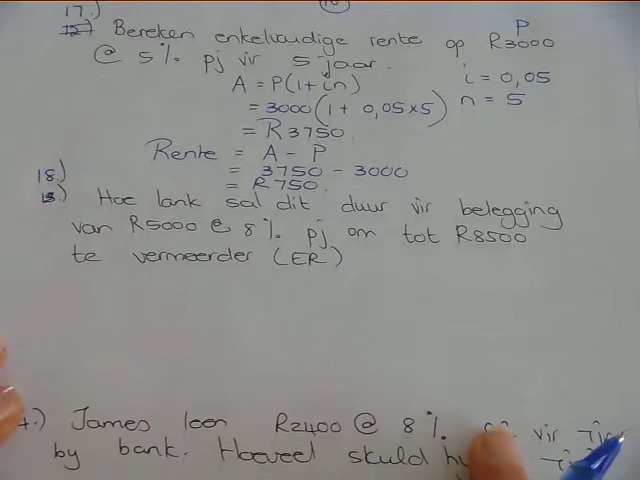 17.)
Bereken enkelvoudige rente op R3000 P
@ 5% pj vir 5 jaar.
A = P(1+in) i = 0,05
= 3000(1 + 0,05×5) n = 5
= R3750
Rente = A - P
= 3750 - 3000
= R750.
18.)
Hoe lank sal dit duur vir belegging
van R5000 @ 8% pj om tot R8500
te vermeerder (ER)
James leen R2400 @ 8% vir
by bank. Hoeveel skuld